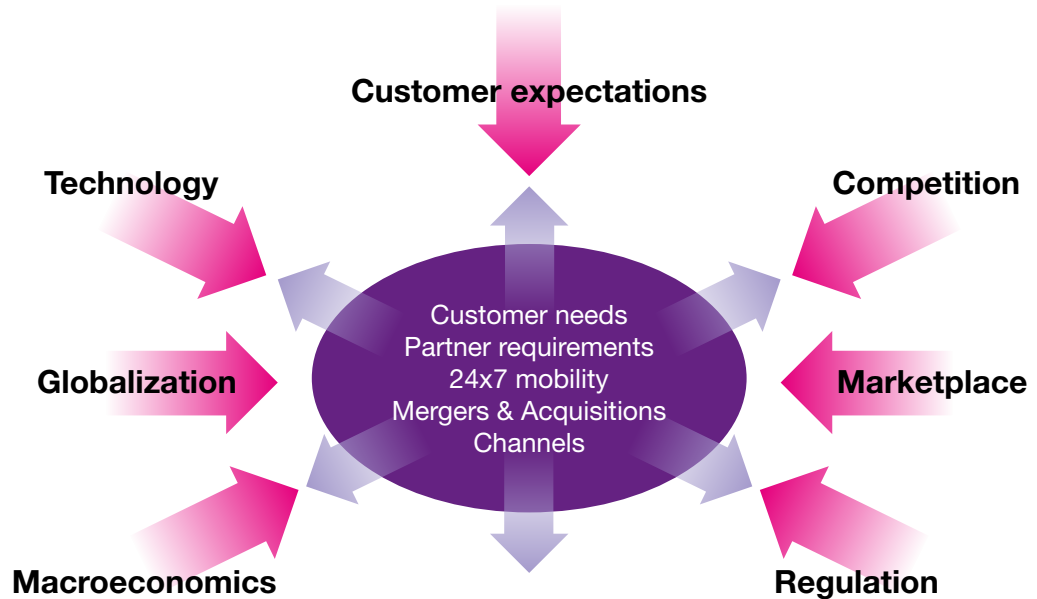 Customer expectations
Technology
Competition
Customer needs
Partner requirements
24x7 mobility
Mergers & Acquisitions
Channels
Globalization
Marketplace
Macroeconomics
Regulation